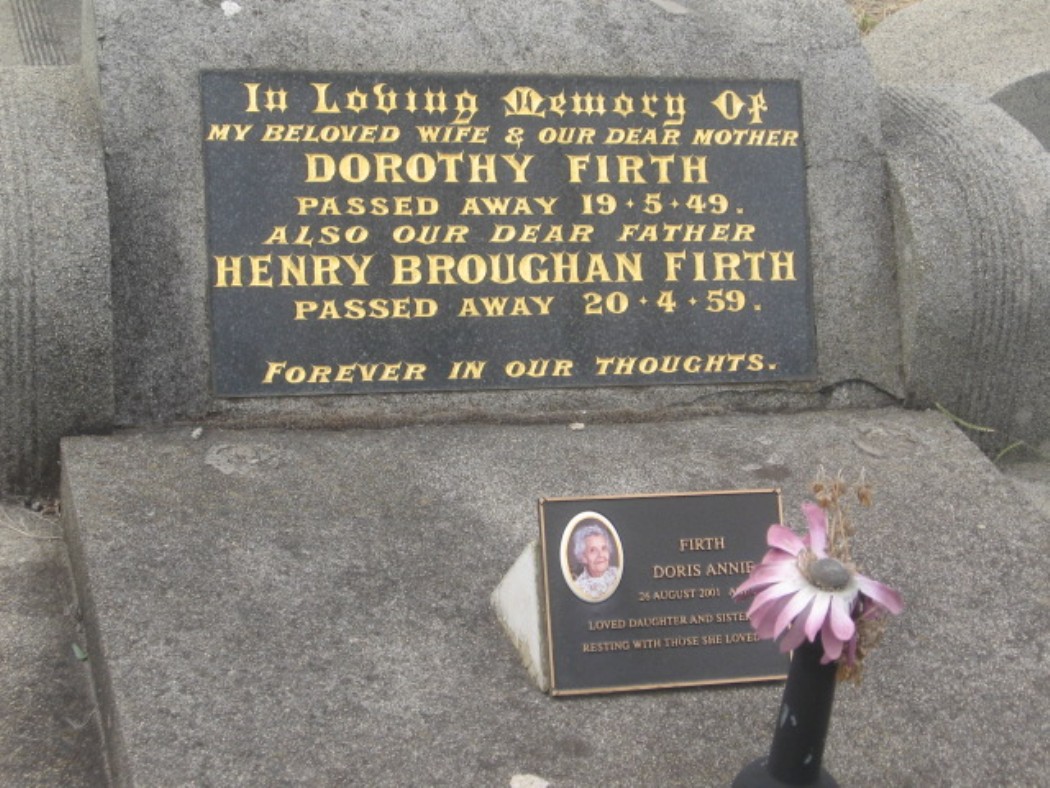 In Loving Memory Of
MY BELOVED WIFE & OUR DEAR MOTHER
DOROTHY FIRTH
PASSED AWAY 19·5·49.
ALSO OUR DEAR FATHER
HENRY BROUGHAN FIRTH
PASSED AWAY 20·4·59.
FOREVER IN OUR THOUGHTS.
FIRTH
DORIS ANNIE
26 AUGUST 2001
LOVED DAUGHTER AND SISTER
RESTING WITH THOSE SHE LOVED